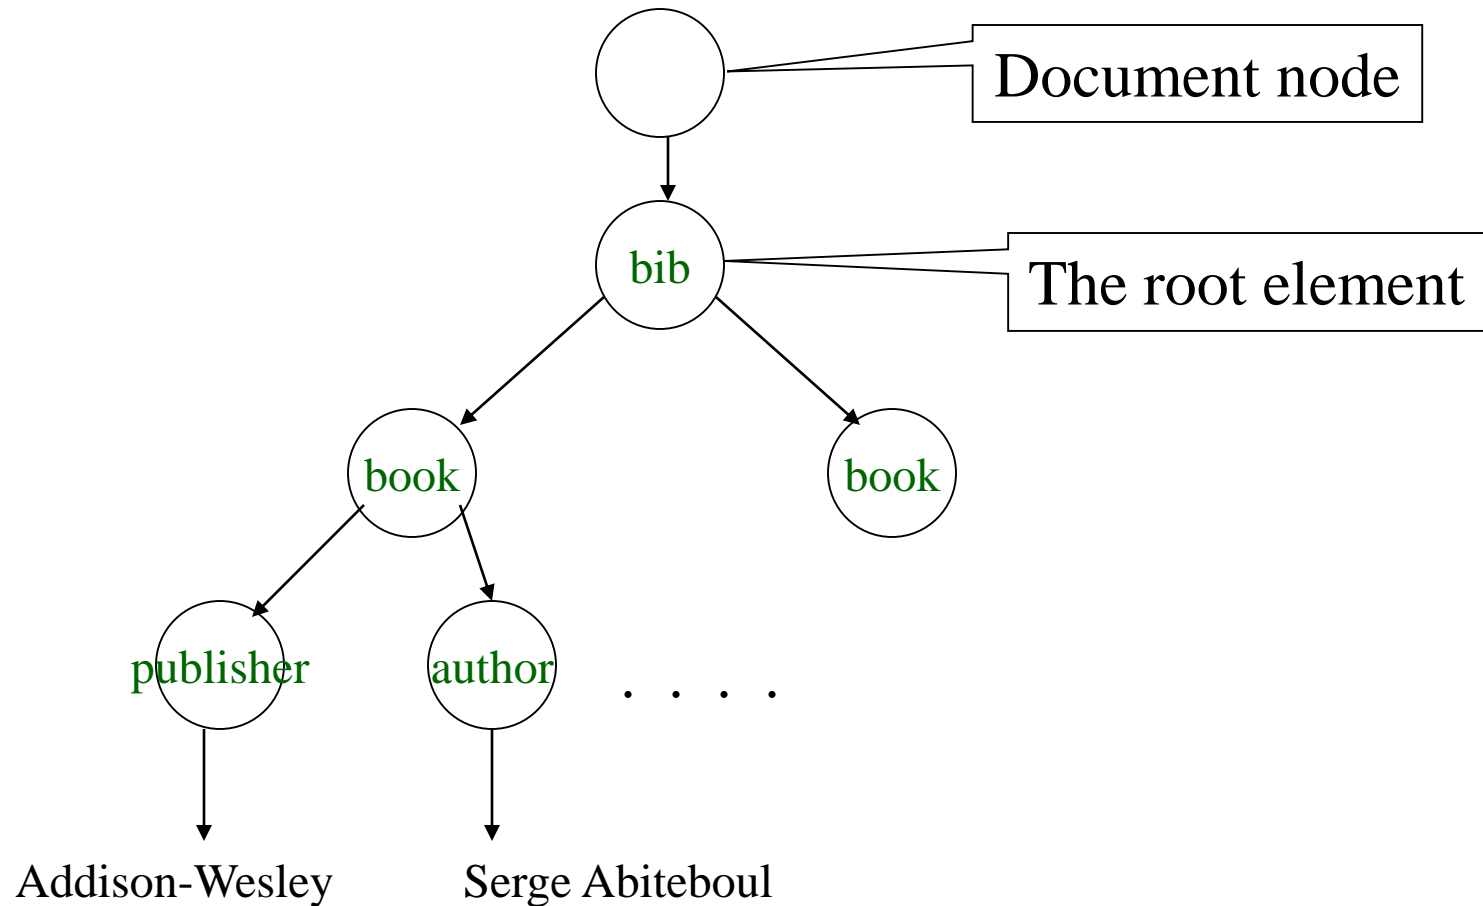 Document node
bib
The root element
book
book
publisher
author
. . . .
Addison-Wesley
Serge Abiteboul